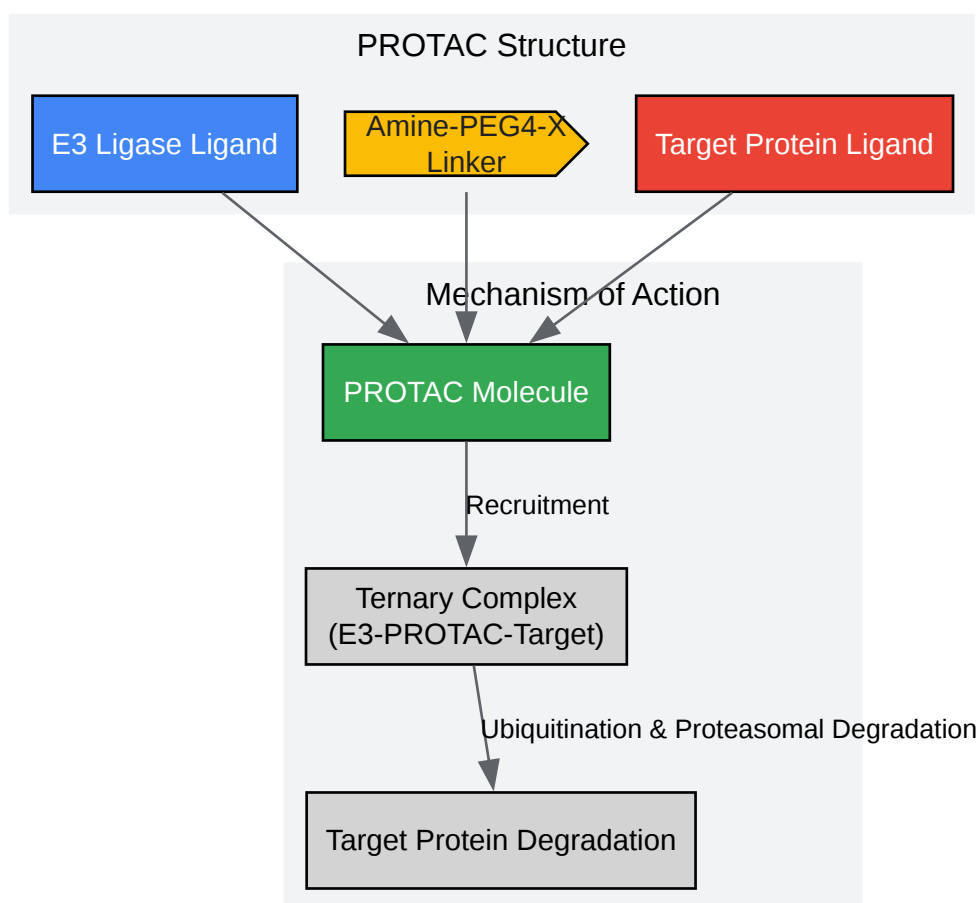 PROTAC Structure
E3 Ligase Ligand
Amine-PEG4-X
Linker
Target Protein Ligand
Mechanism of Action
PROTAC Molecule
Recruitment
Ternary Complex
(E3-PROTAC-Target)
Ubiquitination & Proteasomal Degradation
Target Protein Degradation